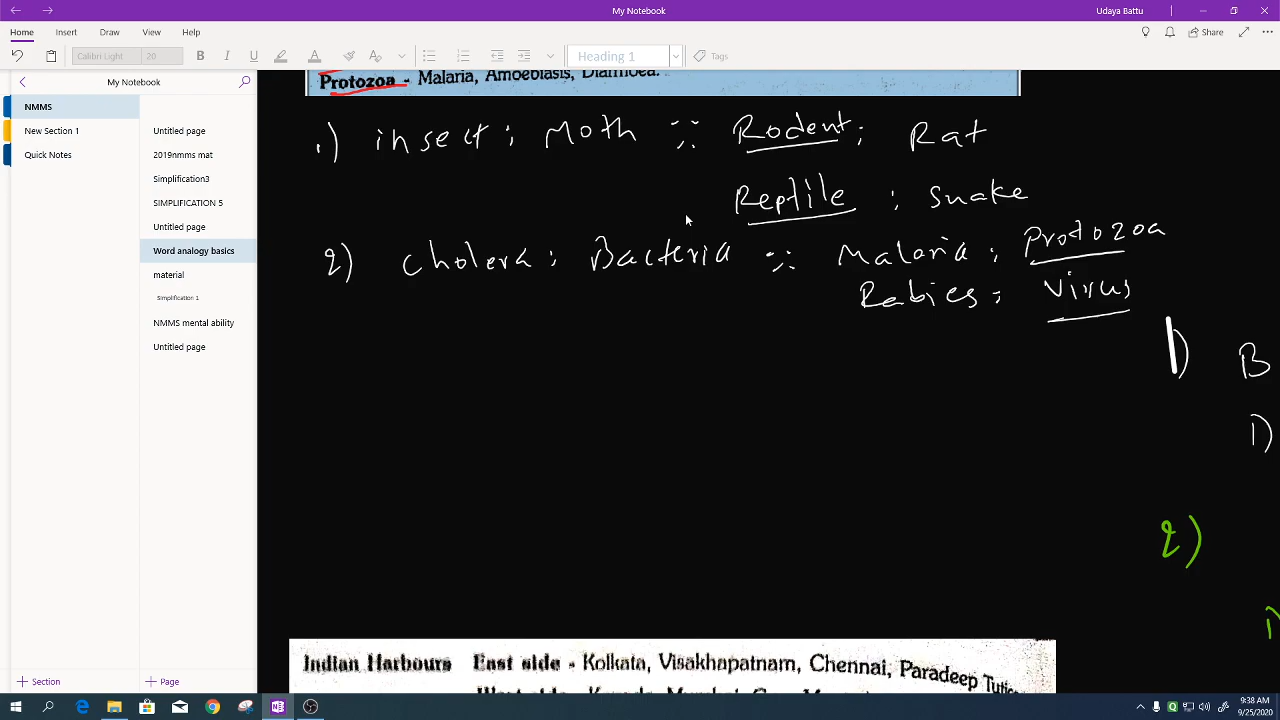 My Notebook
Udaya Battu
Home Insert Draw View Share
Calibri Light 20 B I U A Heading 1 Tags
My Notebook
NMMS
New Section 1
Quick Notes
Untitled page
2019nmms mat
Simplification3
SIMPLIFICATION 5
Untitled page
Word analogy basics
material
Simplification 1
NMMS mental ability
Untitled page
Section
Page
Protozoa - Malaria, Amoebiasis, Diarrhoea.
1) insect : Moth :: Rodent : Rat
Reptile : snake
2) cholera : Bacteria :: Malaria : Protozoa
Rabies : Virus
1) B
1)
2)
1)
Indian Harbours East side - Kolkata, Visakhapatnam, Chennai, Paradeep
9:38 AM
9/25/2020